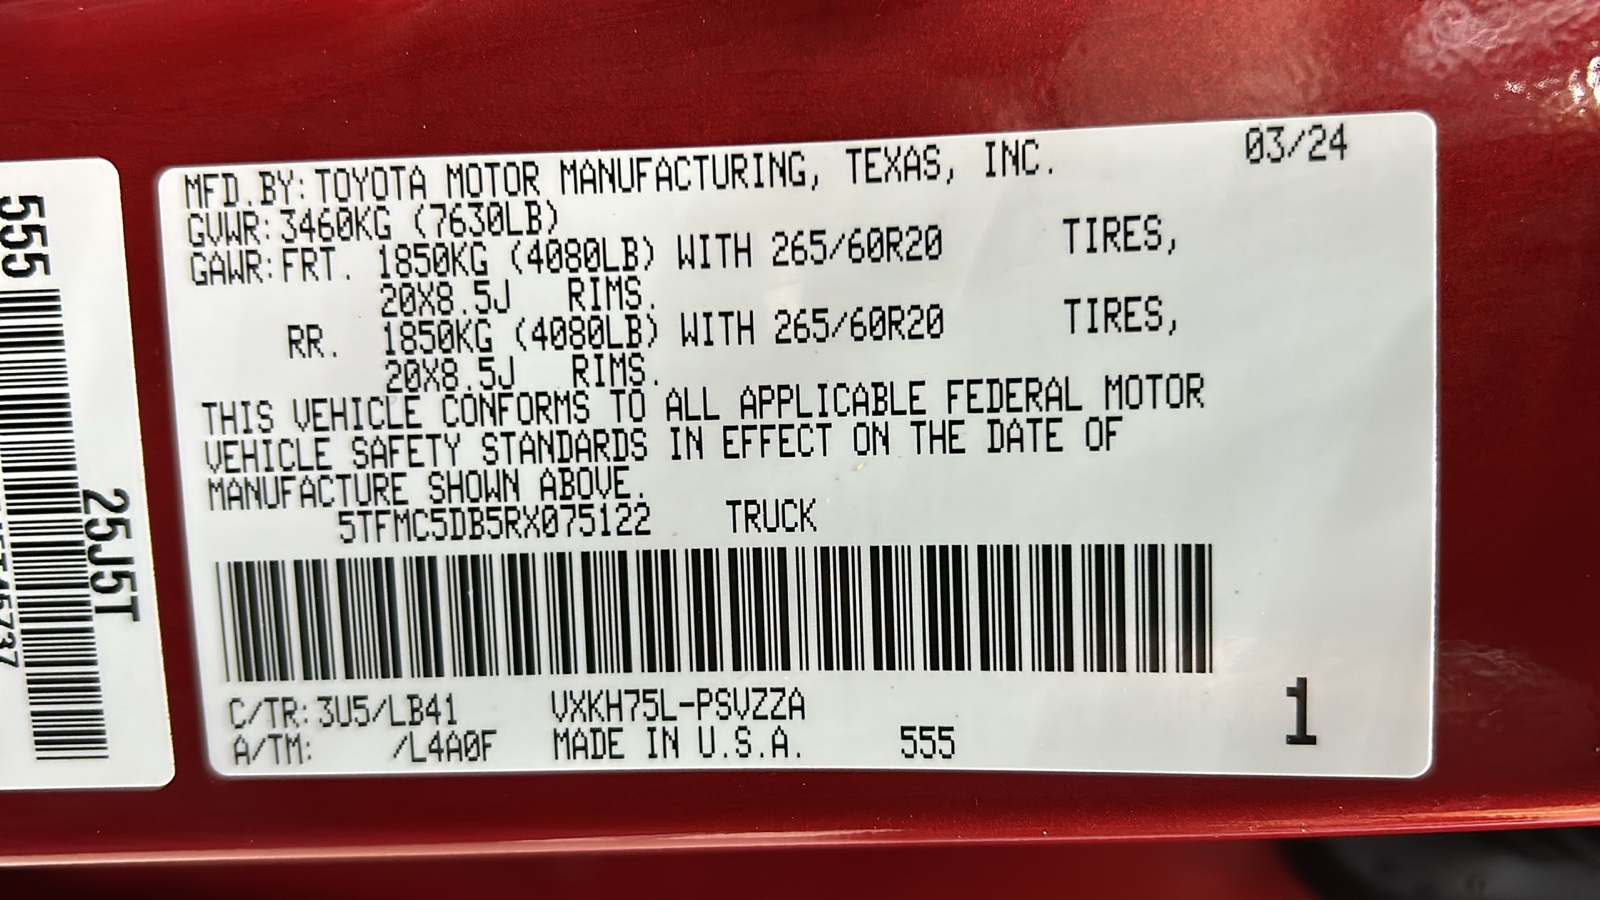 MFD.BY:TOYOTA MOTOR MANUFACTURING, TEXAS, INC. 03/24
GVWR:3460KG (7630LB)
GAWR:FRT. 1850KG (4080LB) WITH 265/60R20 TIRES,
20X8.5J RIMS.
RR. 1850KG (4080LB) WITH 265/60R20 TIRES,
20X8.5J RIMS.
THIS VEHICLE CONFORMS TO ALL APPLICABLE FEDERAL MOTOR
VEHICLE SAFETY STANDARDS IN EFFECT ON THE DATE OF
MANUFACTURE SHOWN ABOVE.
5TFMC5DB5RX075122 TRUCK
C/TR:3U5/LB41 VXKH75L-PSVZZA
A/TM: /L4A0F MADE IN U.S.A. 555
1
555
25J5T